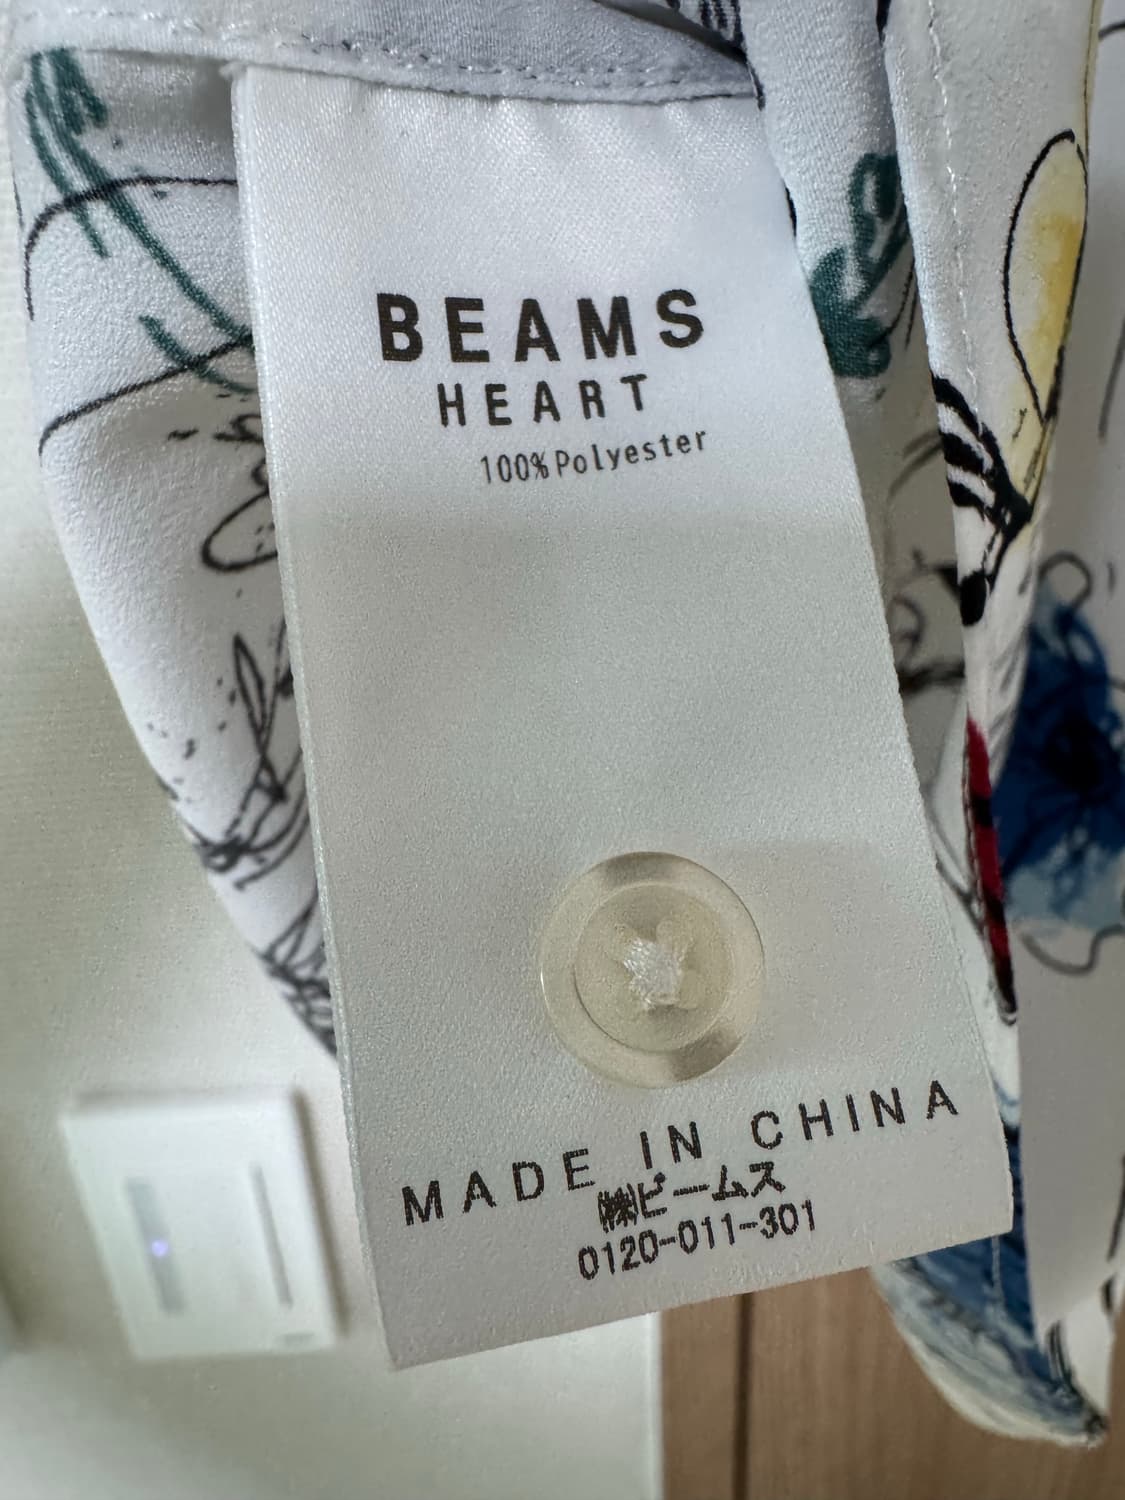 BEAMS
HEART
100%Polyester
MADE IN CHINA
㈱ビームス
0120-011-301